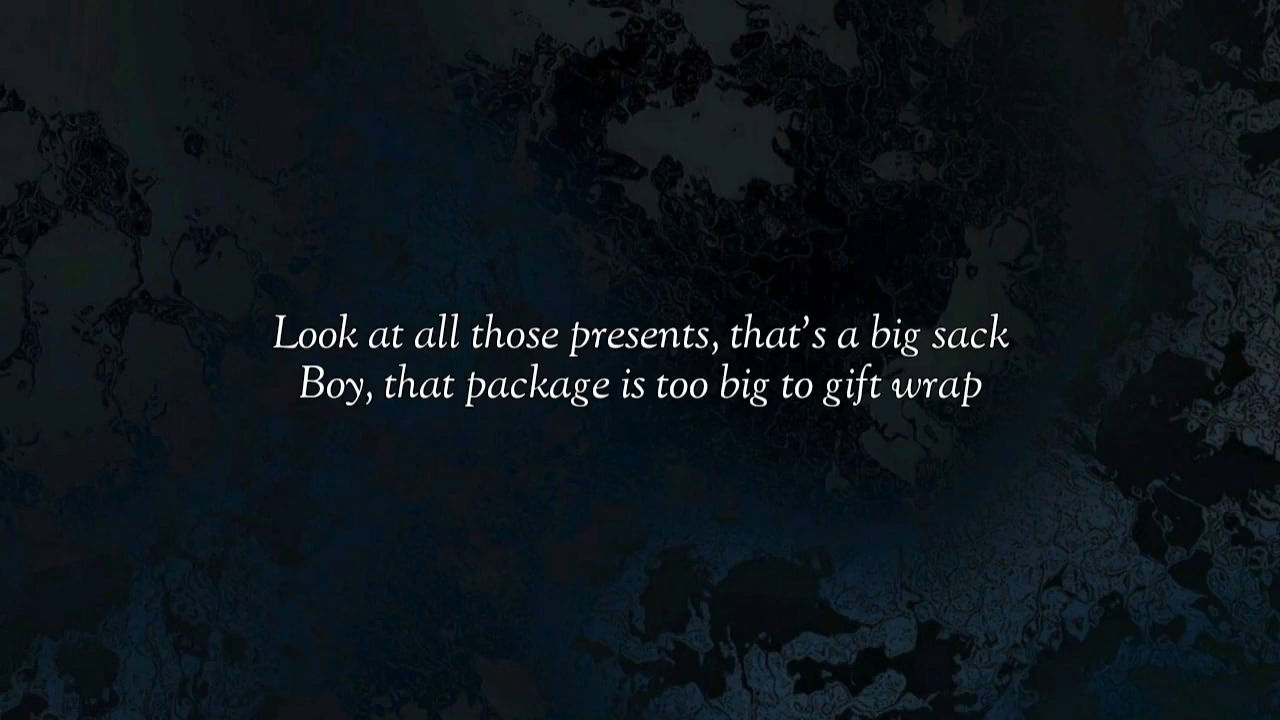 Look at all those presents, that’s a big sack
Boy, that package is too big to gift wrap